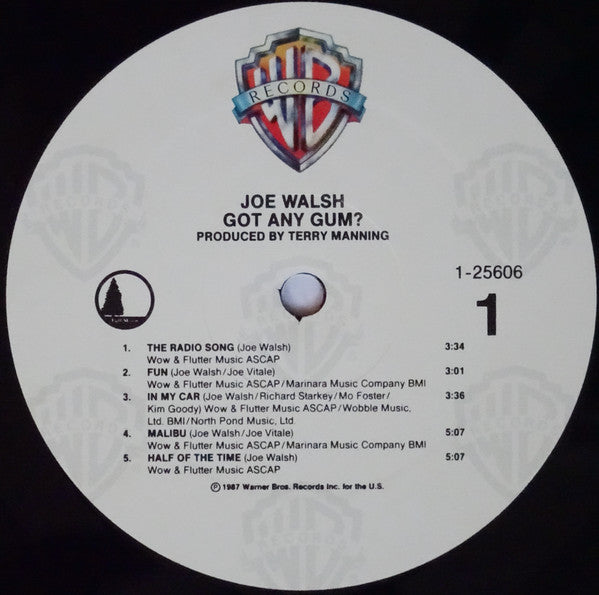 WB
RECORDS
JOE WALSH
GOT ANY GUM?
PRODUCED BY TERRY MANNING
1-25606
1
1. THE RADIO SONG (Joe Walsh) 3:34
Wow & Flutter Music ASCAP
2. FUN (Joe Walsh/Joe Vitale) 3:01
Wow & Flutter Music ASCAP/Marinara Music Company BMI
3. IN MY CAR (Joe Walsh/Richard Starkey/Mo Foster/ 3:36
Kim Goody) Wow & Flutter Music ASCAP/Wobble Music,
Ltd. BMI/North Pond Music, Ltd.
4. MALIBU (Joe Walsh/Joe Vitale) 5:07
Wow & Flutter Music ASCAP/Marinara Music Company BMI
5. HALF OF THE TIME (Joe Walsh) 5:07
Wow & Flutter Music ASCAP
℗ 1987 Warner Bros. Records Inc. for the U.S.